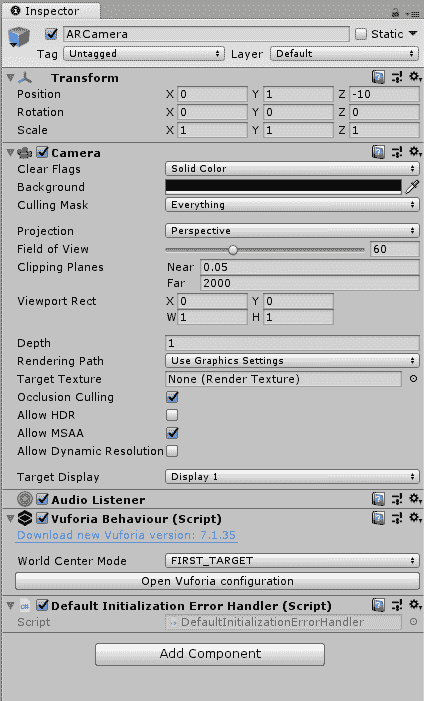 Inspector
ARCamera Static
Tag Untagged Layer Default
Transform
Position X 0 Y 1 Z -10
Rotation X 0 Y 0 Z 0
Scale X 1 Y 1 Z 1
Camera
Clear Flags Solid Color
Background
Culling Mask Everything
Projection Perspective
Field of View 60
Clipping Planes Near 0.05
Far 2000
Viewport Rect X 0 Y 0
W 1 H 1
Depth 1
Rendering Path Use Graphics Settings
Target Texture None (Render Texture)
Occlusion Culling
Allow HDR
Allow MSAA
Allow Dynamic Resolution
Target Display Display 1
Audio Listener
Vuforia Behaviour (Script)
Download new Vuforia version: 7.1.35
World Center Mode FIRST_TARGET
Open Vuforia configuration
Default Initialization Error Handler (Script)
Script DefaultInitializationErrorHandler
Add Component